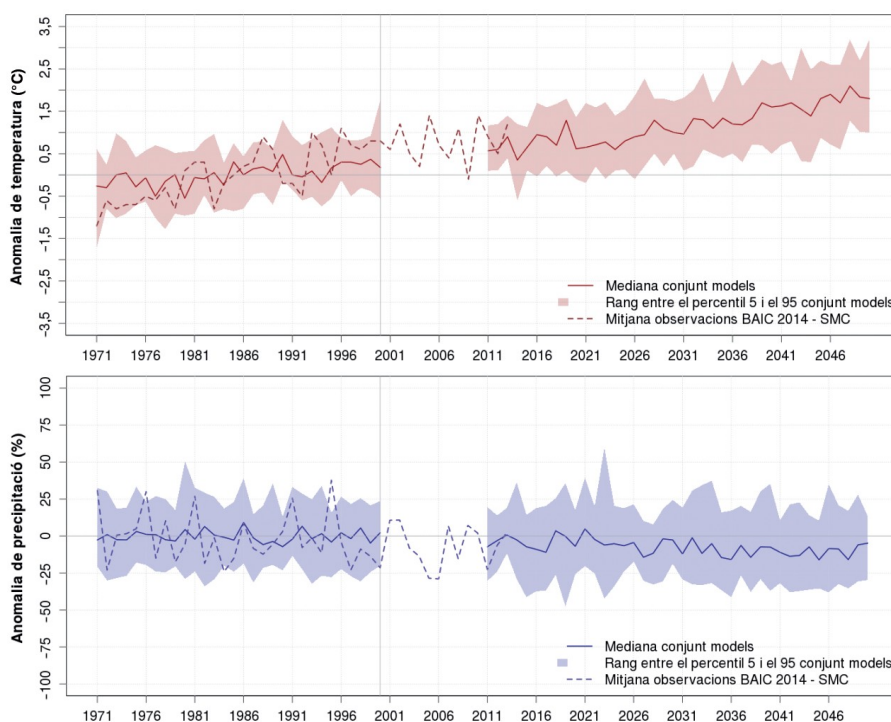 Anomalia de temperatura (°C)
3,5
2,5
1,5
0,5
−0,5
−1,5
−2,5
−3,5
Mediana conjunt models
Rang entre el percentil 5 i el 95 conjunt models
Mitjana observacions BAIC 2014 - SMC
1971 1976 1981 1986 1991 1996 2001 2006 2011 2016 2021 2026 2031 2036 2041 2046
Anomalia de precipitació (%)
100
75
50
25
0
−25
−50
−75
−100
Mediana conjunt models
Rang entre el percentil 5 i el 95 conjunt models
Mitjana observacions BAIC 2014 - SMC
1971 1976 1981 1986 1991 1996 2001 2006 2011 2016 2021 2026 2031 2036 2041 2046